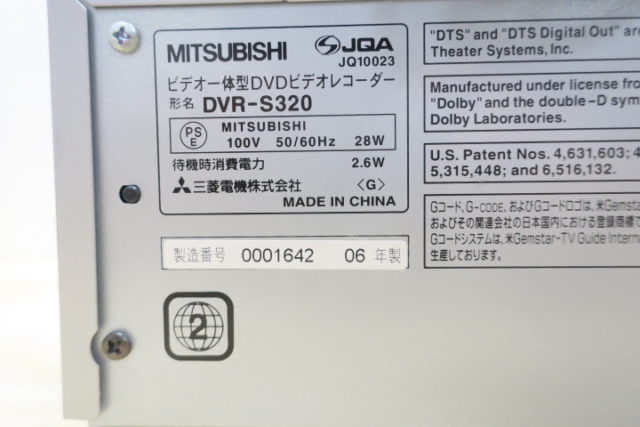 MITSUBISHI
JQA
JQ10023
ビデオ一体型DVDビデオレコーダー
形名 DVR-S320
PS
E
MITSUBISHI
100V 50/60Hz 28W
待機時消費電力 2.6W
三菱電機株式会社 〈G〉
MADE IN CHINA
製造番号 0001642 06 年製
2
"DTS" and "DTS Digital Out" are
Theater Systems, Inc.
Manufactured under license fro
"Dolby" and the double-D sym
Dolby Laboratories.
U.S. Patent Nos. 4,631,603; 4
5,315,448; and 6,516,132.
Gコード、G-CODE、およびGコードロゴは、米Gemsta
およびその関連会社の日本国内における登録商標で
Gコードシステムは、米Gemstar-TV Guide Interna
生産しております。